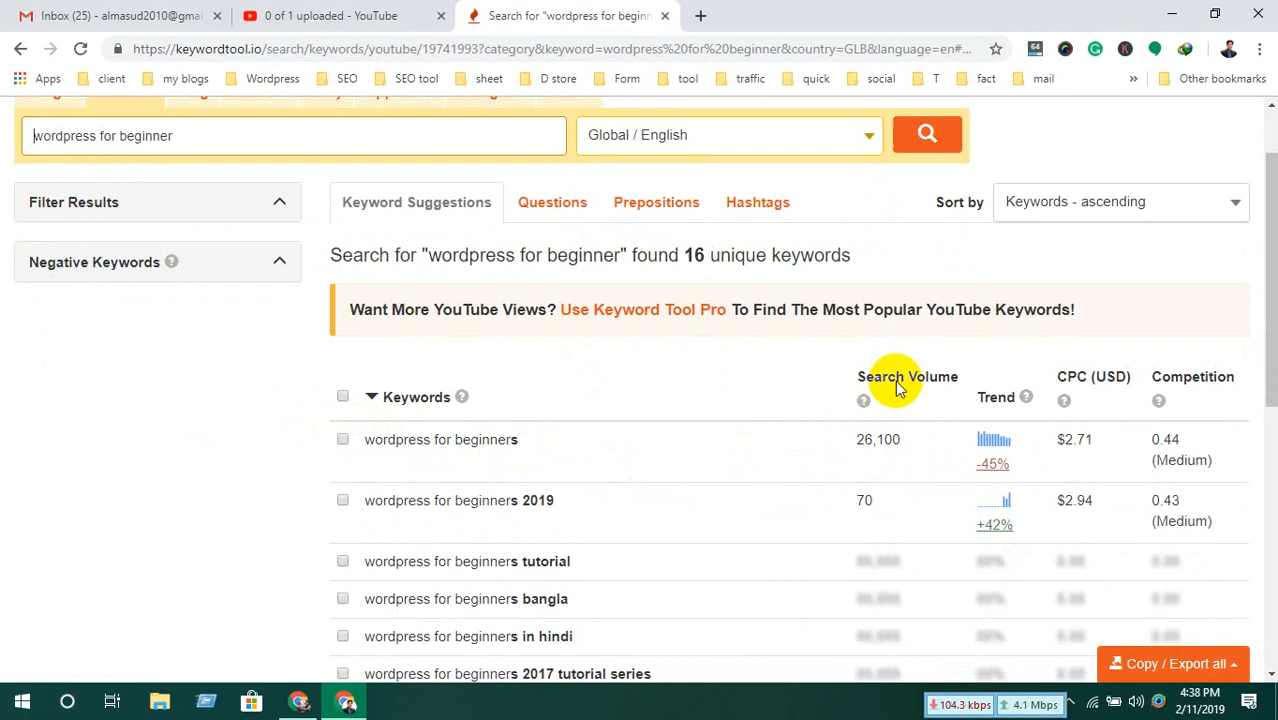 Inbox (25) - almasud2010@gmai
0 of 1 uploaded - YouTube
Search for "wordpress for beginn
https://keywordtool.io/search/keywords/youtube/19741993?category&keyword=wordpress%20for%20beginner&country=GLB&language=en#...
Apps client my blogs Wordpress SEO SEO tool sheet D store Form tool traffic quick social T fact mail » Other bookmarks
wordpress for beginner
Global / English
Filter Results
Keyword Suggestions Questions Prepositions Hashtags
Sort by Keywords - ascending
Negative Keywords ?
Search for "wordpress for beginner" found 16 unique keywords
Want More YouTube Views? Use Keyword Tool Pro To Find The Most Popular YouTube Keywords!
Keywords ? Search Volume ? Trend ? CPC (USD) ? Competition ?
wordpress for beginners 26,100 $2.71 0.44
-45% (Medium)
wordpress for beginners 2019 70 $2.94 0.43
+42% (Medium)
wordpress for beginners tutorial
wordpress for beginners bangla
wordpress for beginners in hindi
wordpress for beginners 2017 tutorial series
Copy / Export all
104.3 kbps 4.1 Mbps
4:38 PM
2/11/2019